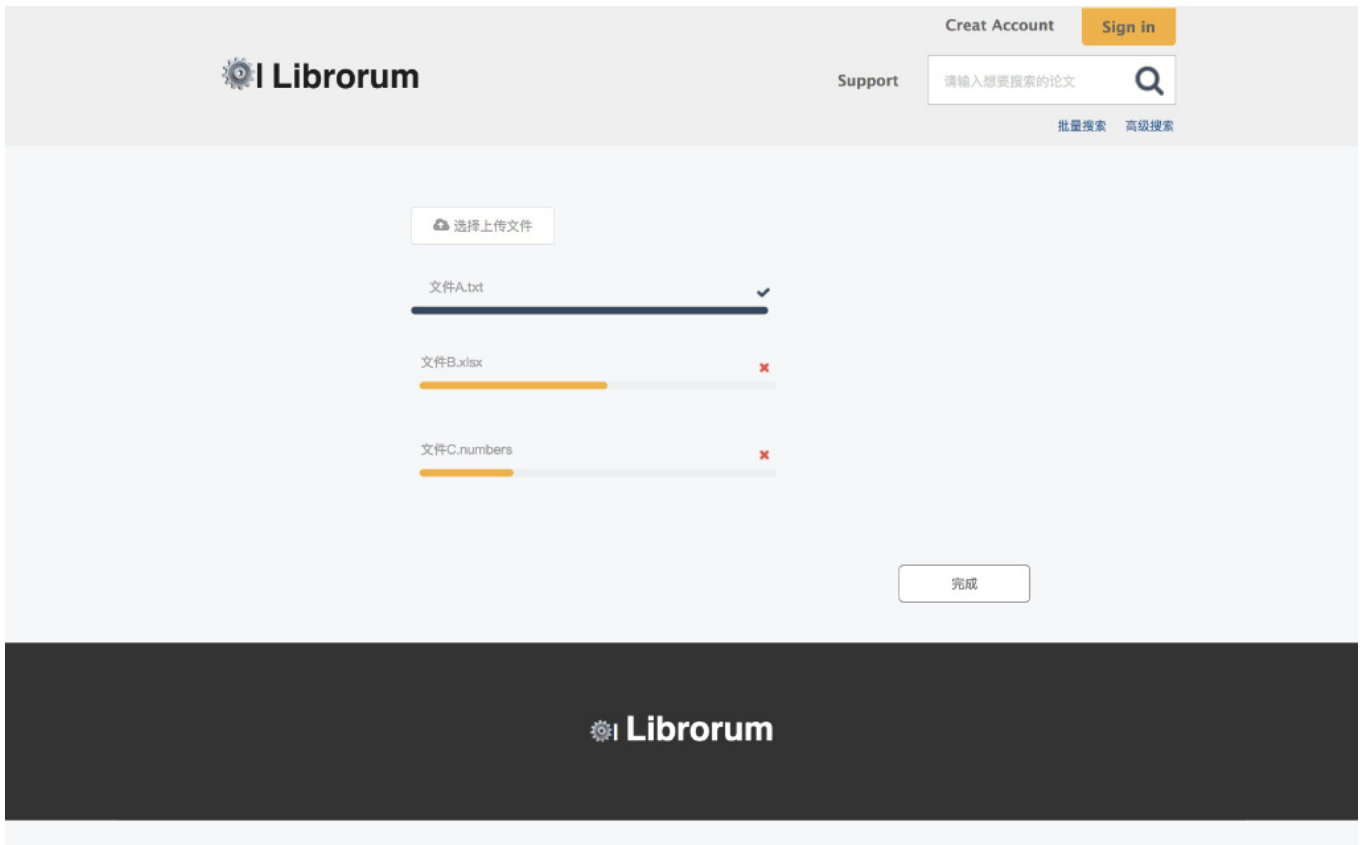 Creat Account Sign in
Librorum
Support 请输入想要搜索的论文
批量搜索 高级搜索
选择上传文件
文件A.txt
文件B.xlsx
文件C.numbers
完成
Librorum